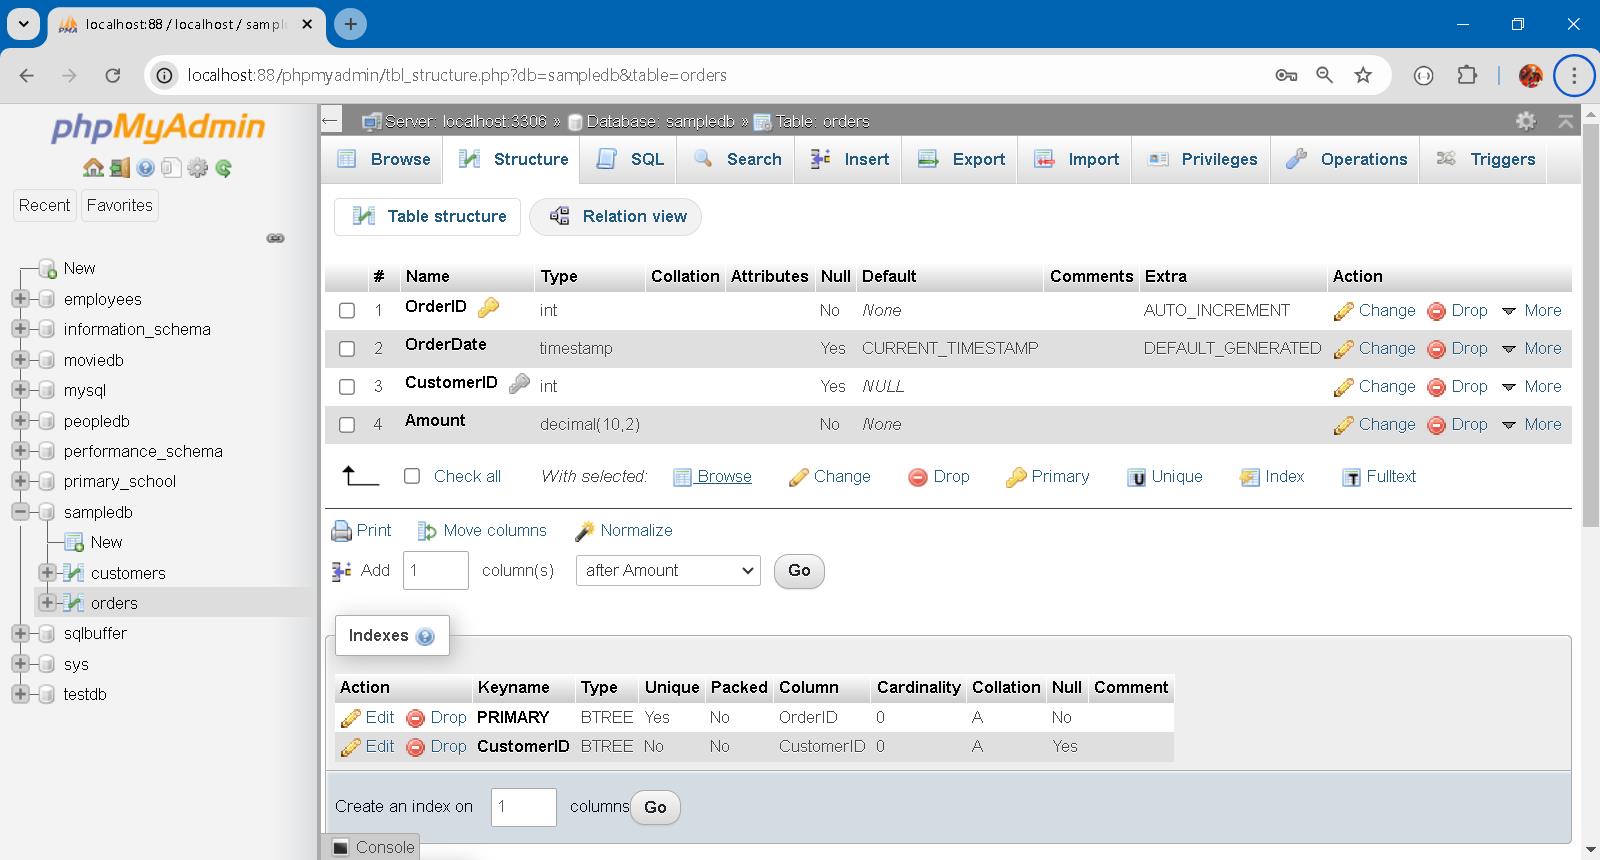 localhost:88 / localhost / sampl
localhost:88/phpmyadmin/tbl_structure.php?db=sampledb&table=orders
phpMyAdmin
Recent Favorites
New
employees
information_schema
moviedb
mysql
peopledb
performance_schema
primary_school
sampledb
New
customers
orders
sqlbuffer
sys
testdb
Server: localhost:3306 » Database: sampledb » Table: orders
Browse Structure SQL Search Insert Export Import Privileges Operations Triggers
Table structure Relation view
# Name Type Collation Attributes Null Default Comments Extra Action
1 OrderID int No None AUTO_INCREMENT Change Drop More
2 OrderDate timestamp Yes CURRENT_TIMESTAMP DEFAULT_GENERATED Change Drop More
3 CustomerID int Yes NULL Change Drop More
4 Amount decimal(10,2) No None Change Drop More
Check all With selected: Browse Change Drop Primary Unique Index Fulltext
Print Move columns Normalize
Add 1 column(s) after Amount Go
Indexes
Action Keyname Type Unique Packed Column Cardinality Collation Null Comment
Edit Drop PRIMARY BTREE Yes No OrderID 0 A No
Edit Drop CustomerID BTREE No No CustomerID 0 A Yes
Create an index on 1 columns Go
Console